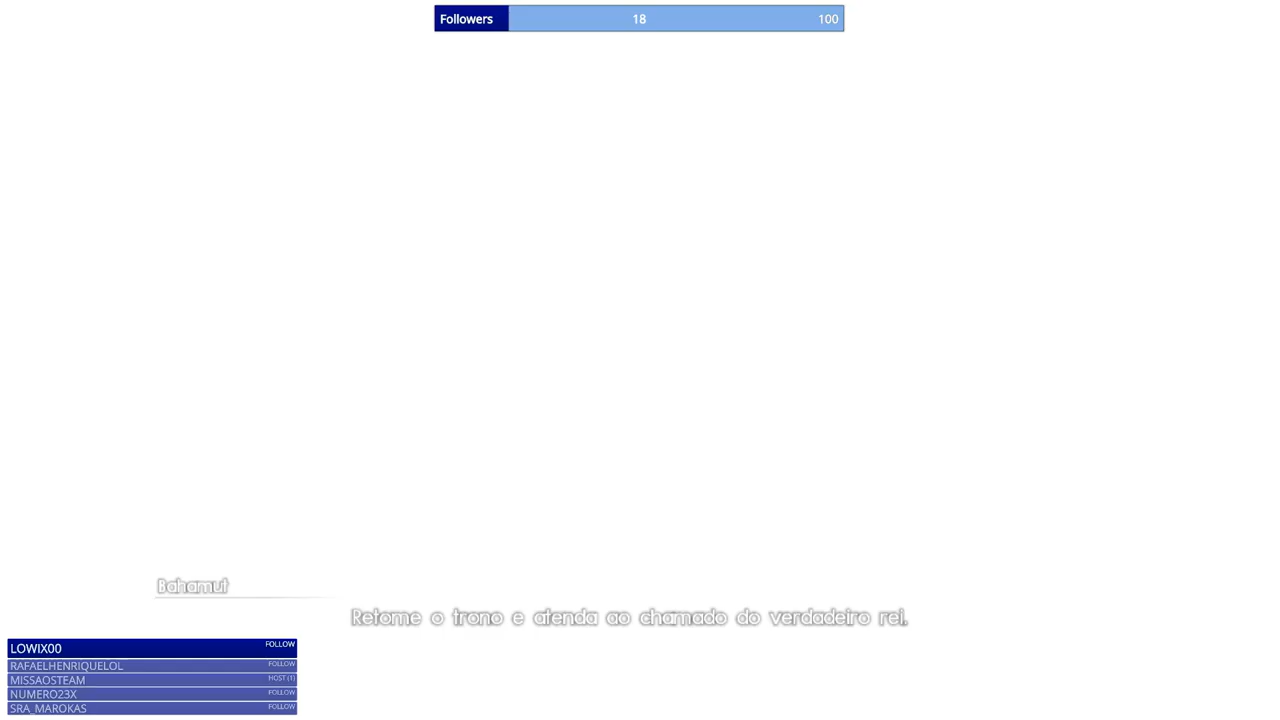 Followers 18 100
Bahamut
Retome o trono e atenda ao chamado do verdadeiro rei.
LOWIX00 FOLLOW
RAFAELHENRIQUELOL FOLLOW
MISSAOSTEAM HOST (1)
NUMERO23X FOLLOW
SRA_MAROKAS FOLLOW